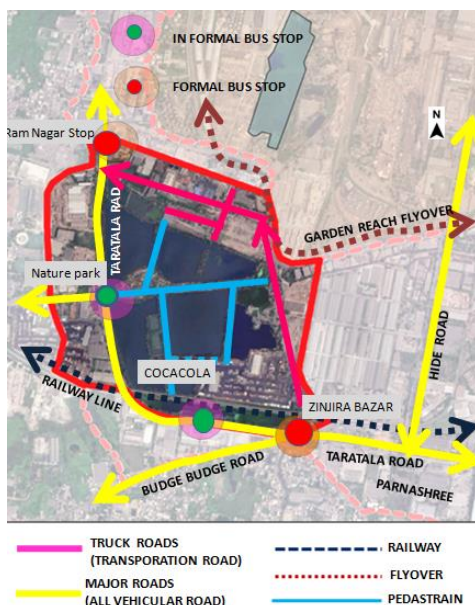 IN FORMAL BUS STOP
FORMAL BUS STOP
N
Ram Nagar Stop
TARATALA RAD
GARDEN REACH FLYOVER
Nature park
HIDE ROAD
COCACOLA
RAILWAY LINE
ZINJIRA BAZAR
TARATALA ROAD
BUDGE BUDGE ROAD
PARNASHREE
TRUCK ROADS
(TRANSPORATION ROAD)
RAILWAY
FLYOVER
MAJOR ROADS
(ALL VEHICULAR ROAD)
PEDASTRAIN